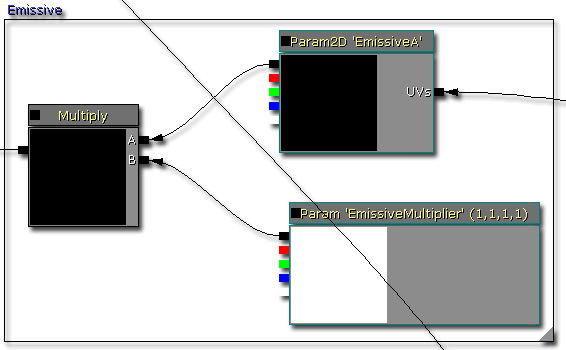 Emissive
Param2D 'EmissiveA'
UVs
Multiply
A
B
Param 'EmissiveMultiplier' (1,1,1,1)